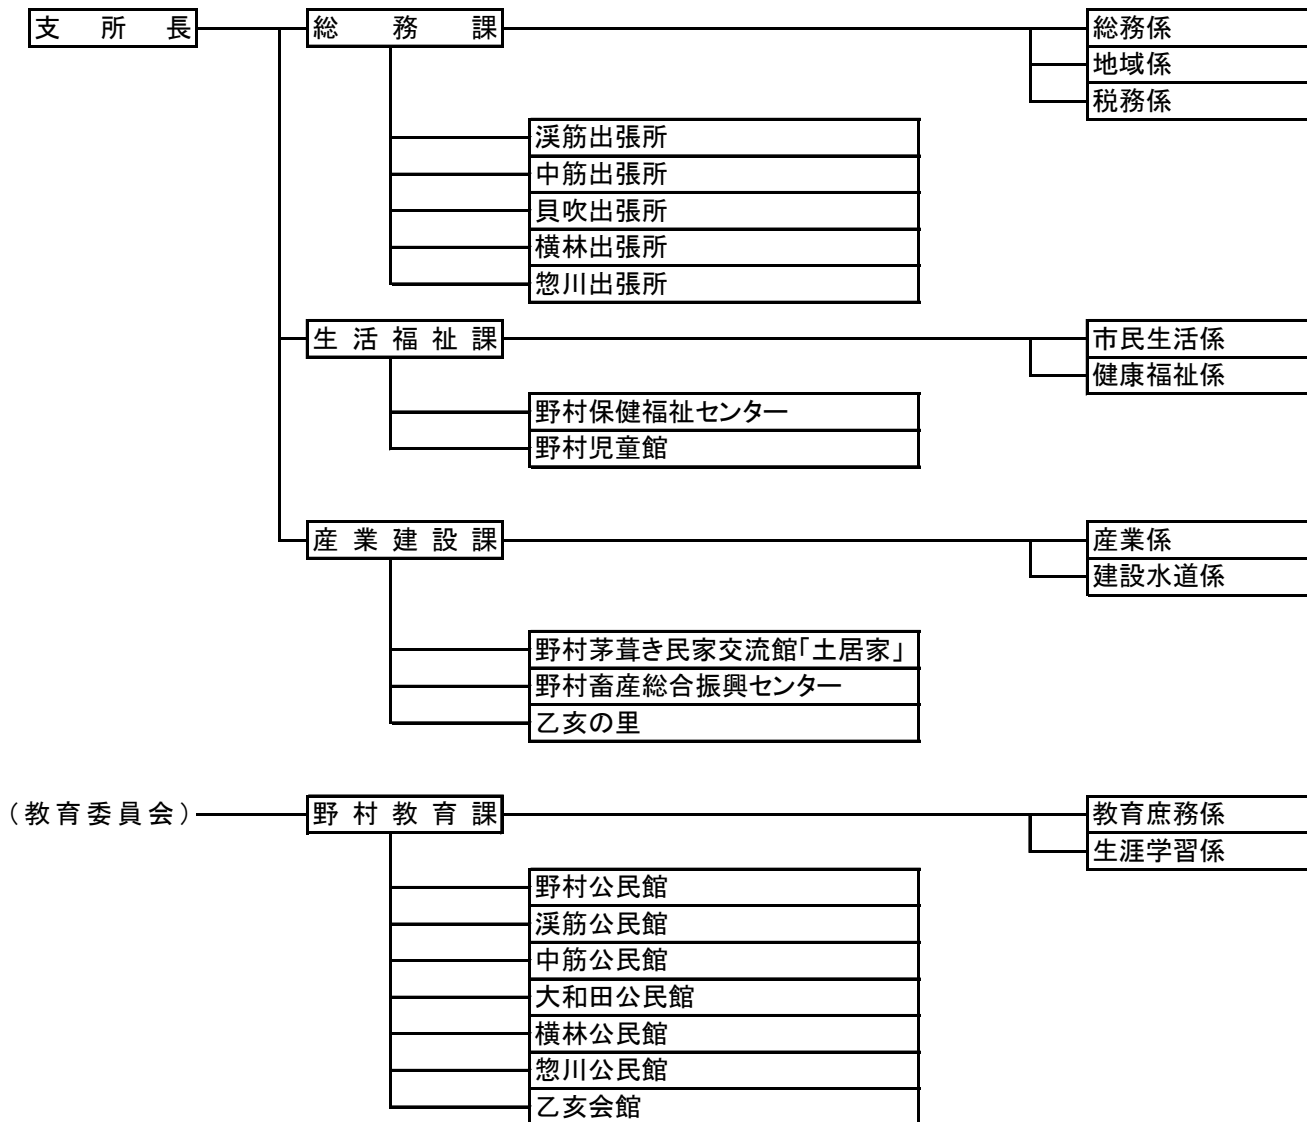 支所長 総務課 総務係
地域係
税務係
渓筋出張所
中筋出張所
貝吹出張所
横林出張所
惣川出張所
生活福祉課 市民生活係
健康福祉係
野村保健福祉センター
野村児童館
産業建設課 産業係
建設水道係
野村茅葺き民家交流館「土居家」
野村畜産総合振興センター
乙亥の里
（教育委員会） 野村教育課 教育庶務係
生涯学習係
野村公民館
渓筋公民館
中筋公民館
大和田公民館
横林公民館
惣川公民館
乙亥会館